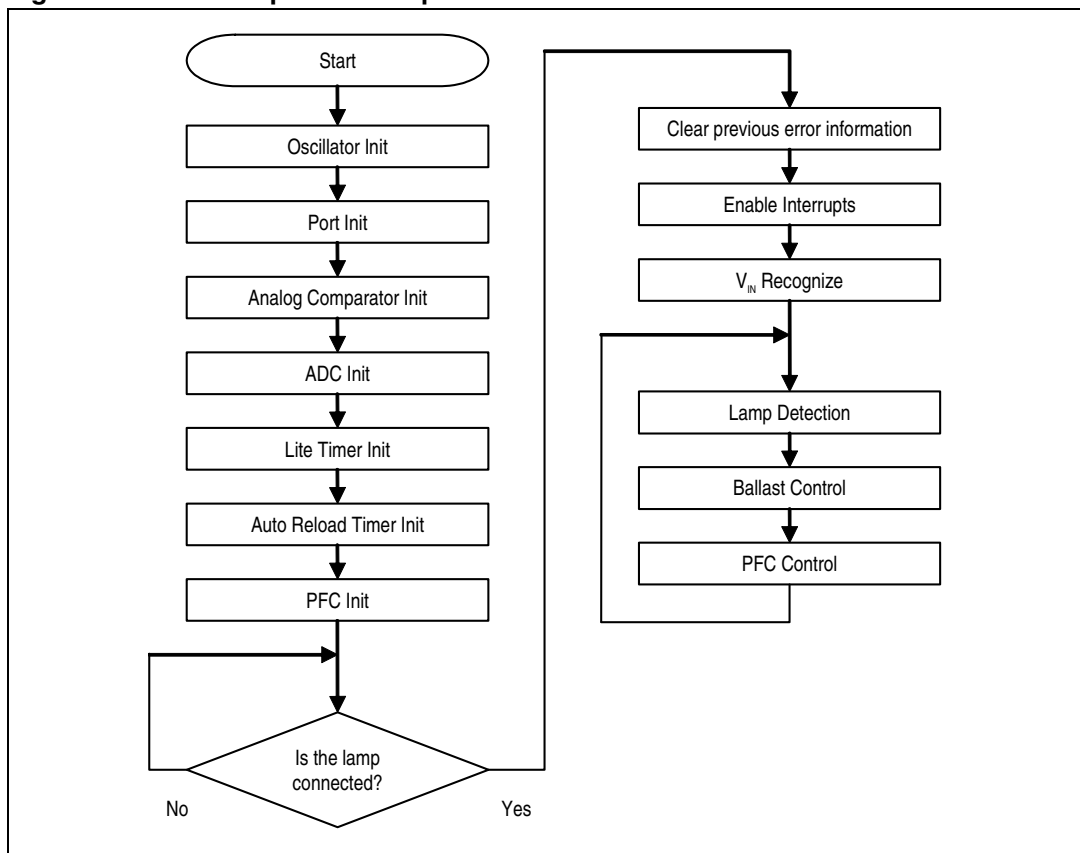 Start
Oscillator Init
Port Init
Analog Comparator Init
ADC Init
Lite Timer Init
Auto Reload Timer Init
PFC Init
Is the lamp
connected?
No
Yes
Clear previous error information
Enable Interrupts
VIN Recognize
Lamp Detection
Ballast Control
PFC Control